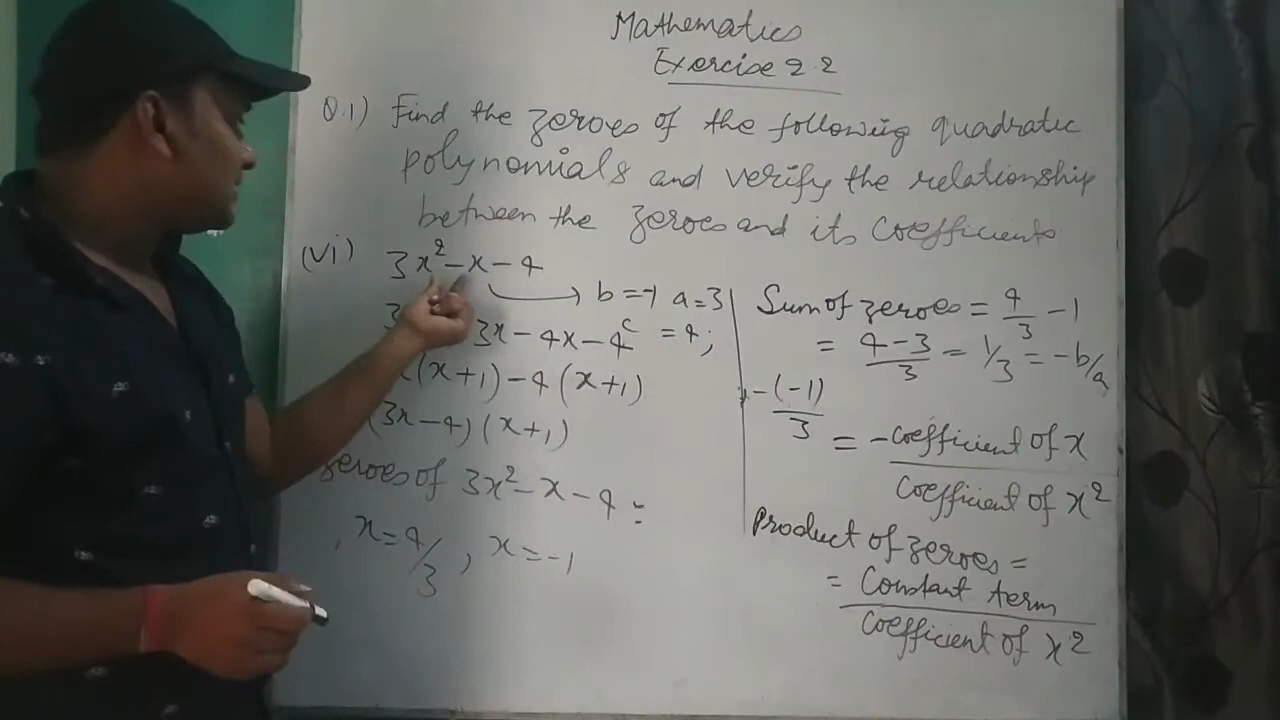 Mathematics
Exercise 2.2
Q.1) Find the zeroes of the following quadratic
polynomials and verify the relationship
between the zeroes and its coefficients
(vi) 3x²-x-4
b=-1 a=3
3x-4x-4 c=4;
(x+1)-4(x+1)
(3x-4)(x+1)
zeroes of 3x²-x-4 =
x=4/3, x=-1
Sum of zeroes = 4/3 -1
= 4-3/3 = 1/3 = -b/a
-(-1)/3
= -coefficient of x
coefficient of x²
Product of zeroes =
= Constant term
coefficient of x²